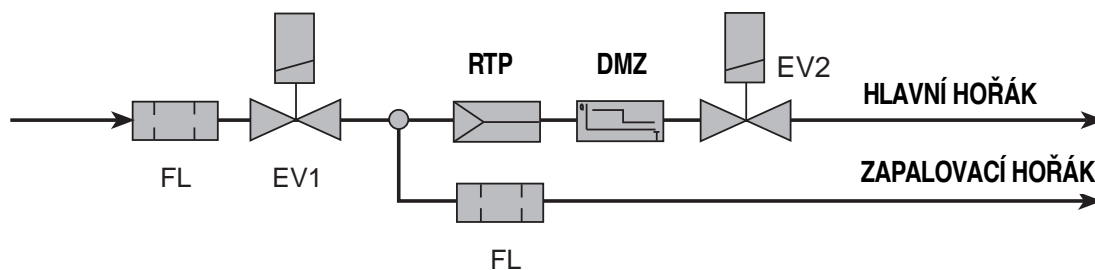 RTP
DMZ
EV2
HLAVNÍ HOŘÁK
FL
EV1
ZAPALOVACÍ HOŘÁK
FL